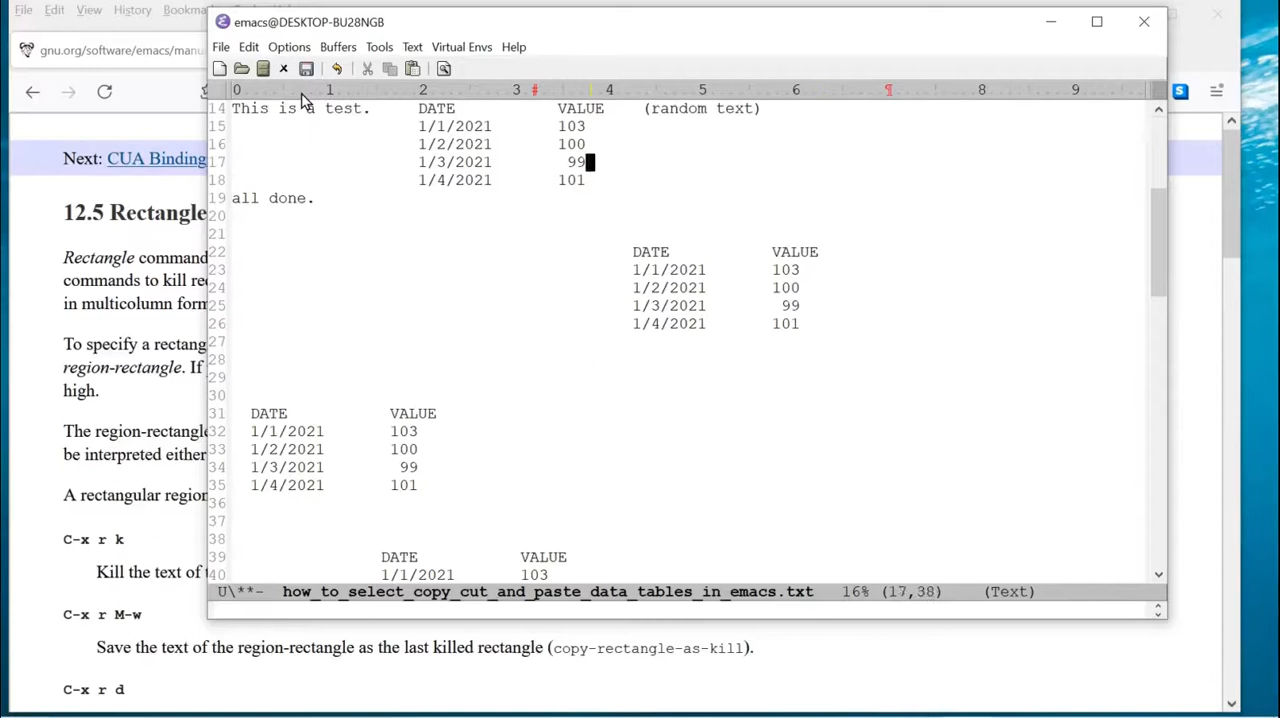 File Edit View History Bookm
emacs@DESKTOP-BU28NGB
gnu.org/software/emacs/manu
File Edit Options Buffers Tools Text Virtual Envs Help
0 1 2 3 # 4 5 6 ¶ 7 8 9
S
14 This is a test. DATE VALUE (random text)
15 1/1/2021 103
16 1/2/2021 100
17 1/3/2021 99
18 1/4/2021 101
19 all done.
20
21
22 DATE VALUE
23 1/1/2021 103
24 1/2/2021 100
25 1/3/2021 99
26 1/4/2021 101
27
28
29
30
31 DATE VALUE
32 1/1/2021 103
33 1/2/2021 100
34 1/3/2021 99
35 1/4/2021 101
36
37
38
39 DATE VALUE
40 1/1/2021 103
U\**- how_to_select_copy_cut_and_paste_data_tables_in_emacs.txt 16% (17,38) (Text)
Next: CUA Binding
12.5 Rectangle
Rectangle command
commands to kill re
in multicolumn form
To specify a rectang
region-rectangle. If
high.
The region-rectangle
be interpreted either
A rectangular region
C-x r k
Kill the text of t
C-x r M-w
Save the text of the region-rectangle as the last killed rectangle (copy-rectangle-as-kill).
C-x r d